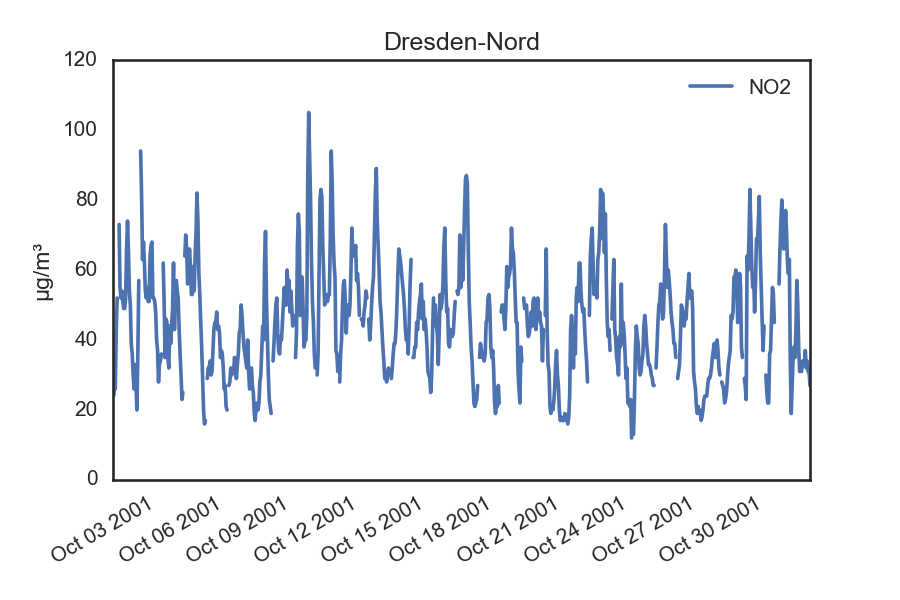 Dresden-Nord
NO2
µg/m³
120
100
80
60
40
20
0
Oct 03 2001
Oct 06 2001
Oct 09 2001
Oct 12 2001
Oct 15 2001
Oct 18 2001
Oct 21 2001
Oct 24 2001
Oct 27 2001
Oct 30 2001